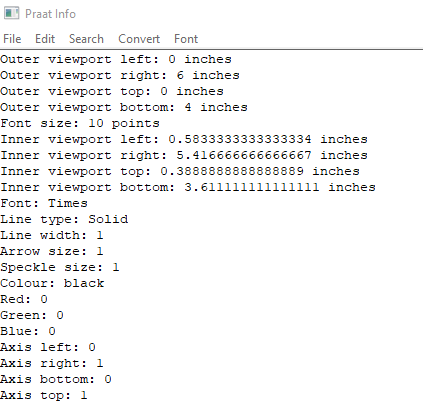 Praat Info
File Edit Search Convert Font
Outer viewport left: 0 inches
Outer viewport right: 6 inches
Outer viewport top: 0 inches
Outer viewport bottom: 4 inches
Font size: 10 points
Inner viewport left: 0.5833333333333334 inches
Inner viewport right: 5.416666666666667 inches
Inner viewport top: 0.3888888888888889 inches
Inner viewport bottom: 3.611111111111111 inches
Font: Times
Line type: Solid
Line width: 1
Arrow size: 1
Speckle size: 1
Colour: black
Red: 0
Green: 0
Blue: 0
Axis left: 0
Axis right: 1
Axis bottom: 0
Axis top: 1